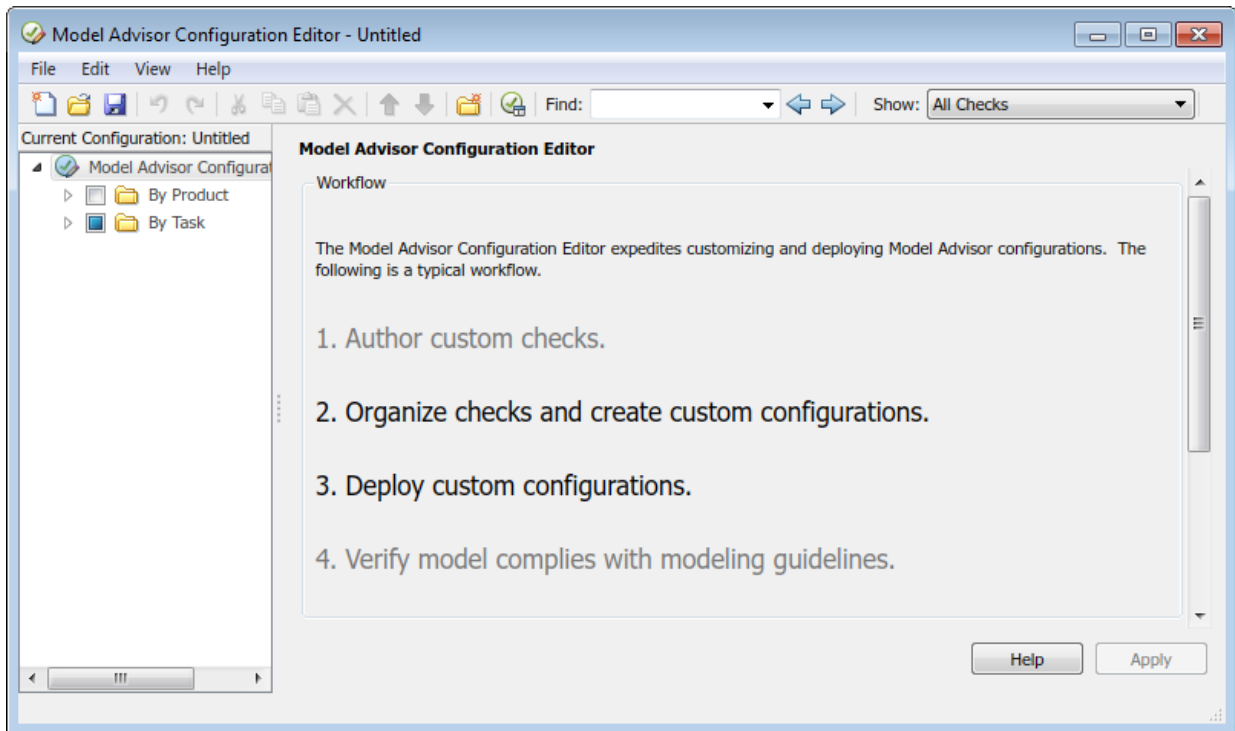 Model Advisor Configuration Editor - Untitled
File Edit View Help
Find: Show: All Checks
Current Configuration: Untitled
Model Advisor Configurat
By Product
By Task
Model Advisor Configuration Editor
Workflow
The Model Advisor Configuration Editor expedites customizing and deploying Model Advisor configurations. The
following is a typical workflow.
1. Author custom checks.
2. Organize checks and create custom configurations.
3. Deploy custom configurations.
4. Verify model complies with modeling guidelines.
Help Apply